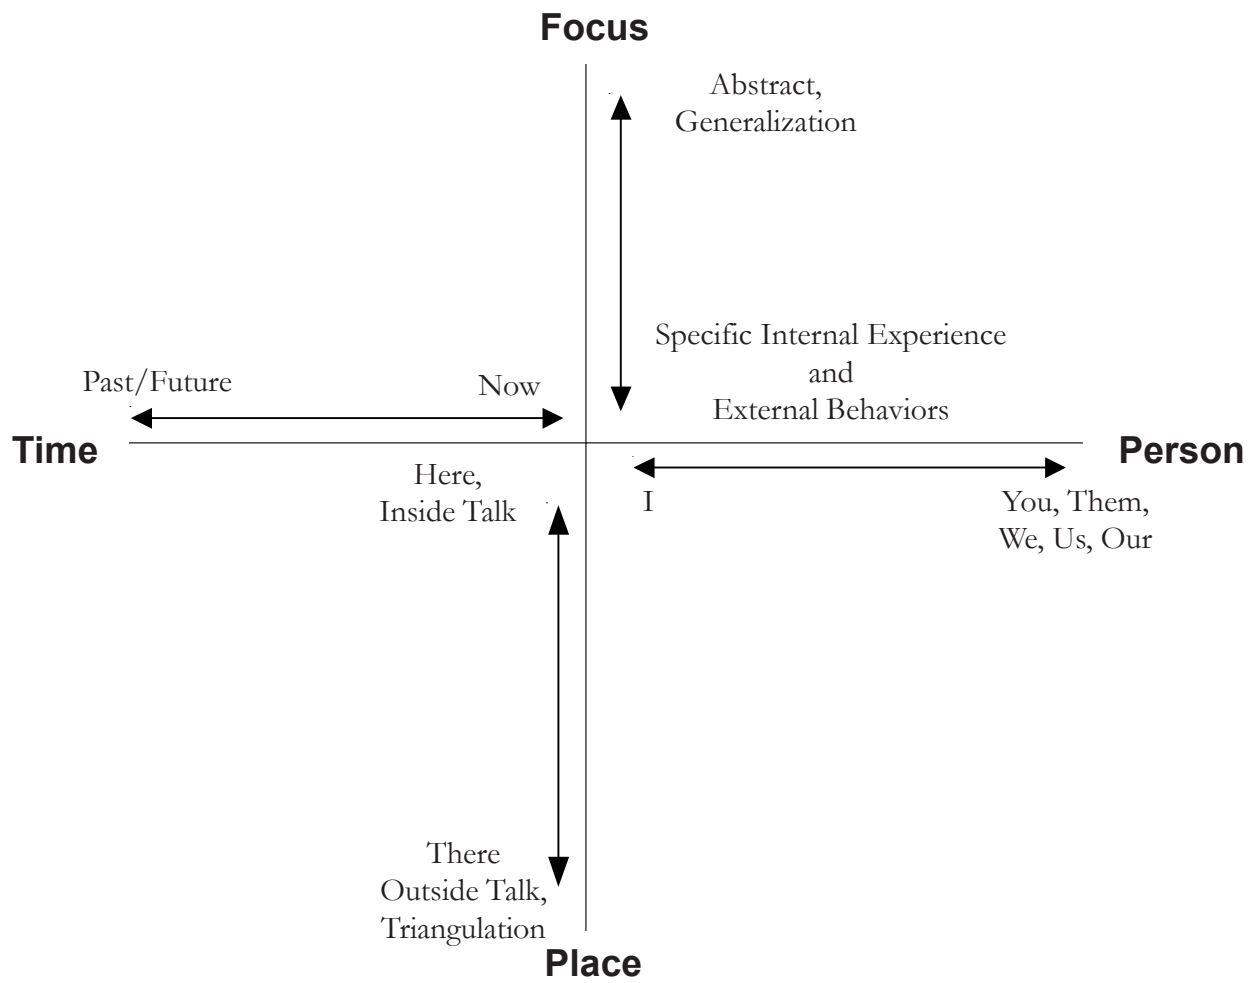 Focus
Abstract,
Generalization
Specific Internal Experience
and
External Behaviors
Past/Future
Now
Time
Person
Here,
Inside Talk
I
You, Them,
We, Us, Our
There
Outside Talk,
Triangulation
Place